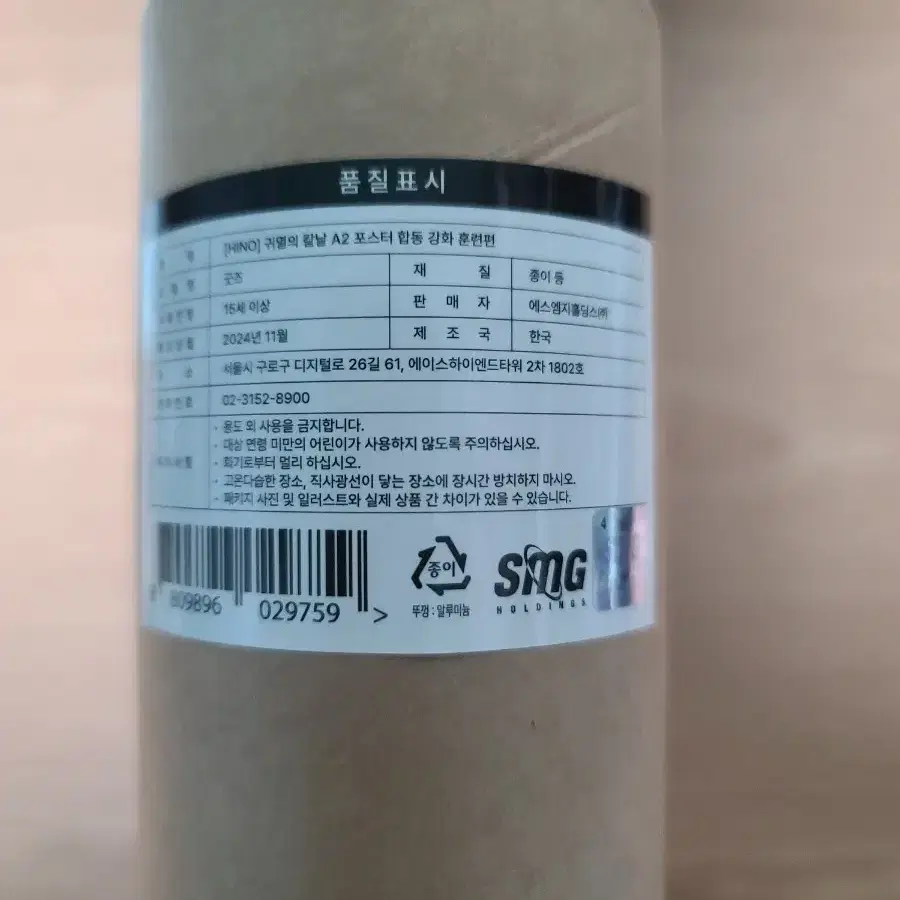 품질표시
[HINO] 귀멸의 칼날 A2 포스터 합동 강화 훈련편
굿즈 재 질 종이 등
15세 이상 판 매 자 에스엠지홀딩스(주)
2024년 11월 제 조 국 한국
소 서울시 구로구 디지털로 26길 61, 에이스하이엔드타워 2차 1802호
02-3152-8900
· 용도 외 사용을 금지합니다.
· 대상 연령 미만의 어린이가 사용하지 않도록 주의하십시오.
· 화기로부터 멀리 하십시오.
· 고온다습한 장소, 직사광선이 닿는 장소에 장시간 방치하지 마시오.
· 패키지 사진 및 일러스트와 실제 상품 간 차이가 있을 수 있습니다.
8 809896 029759 >
종이
뚜껑 : 알루미늄
SMG
HOLDINGS